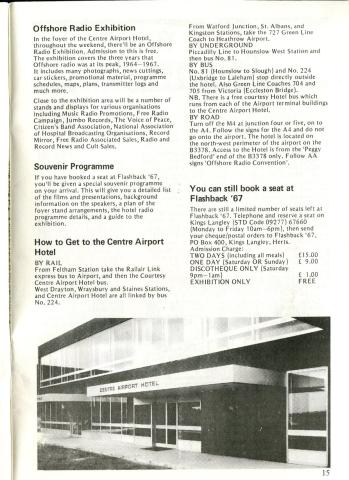 Offshore Radio Exhibition
In the foyer of the Centre Airport Hotel,
throughout the weekend, there'll be an Offshore
Radio Exhibition. Admission to this is free.
The exhibition covers the three years that
Offshore radio was at its peak, 1964-1967.
It includes many photographs, news cuttings,
car stickers, promotional material, programme
schedules, maps, plans, transmitter logs and
much more.
Close to the exhibition area will be a number of
stands and displays for various organisations
including Music Radio Promotions, Free Radio
Campaign, Jumbo Records, The Voice of Peace,
Citizen's Band Association, National Association
of Hospital Broadcasting Organisations, Record
Mirror, Free Radio Associated Sales, Radio and
Record News and Cult-Sales.
Souvenir Programme
If you have booked a seat at Flashback '67,
you'll be given a special souvenir programme
on your arrival. This will give you a detailed list
of the films and presentations, background
information on the speakers, a plan of the
foyer stand arrangements, the hotel radio
programme details, and a guide to the
exhibition.
How to Get to the Centre Airport
Hotel
BY RAIL
From Feltham Station take the Railair Link
express bus to Airport, and then the Courtesy
Centre Airport Hotel bus.
West Drayton, Wraysbury and Staines Stations,
and Centre Airport Hotel are all linked by bus
No. 224.
From Watford Junction, St. Albans, and
Kingston Stations, take the 727 Green Line
Coach to Heathrow Airport.
BY UNDERGROUND
Piccadilly Line to Hounslow West Station and
then bus No. 81.
BY BUS
No. 81 (Hounslow to Slough) and No. 224
(Uxbridge to Laleham) stop directly outside
the hotel. Also Green Line Coaches 704 and
705 from Victoria (Eccleston Bridge).
NB. There is a free courtesy Hotel bus which
runs from each of the Airport terminal buildings
to the Centre Airport Hotel.
BY ROAD
Turn off the M4 at junction four or five, on to
the A4. Follow signs for the A4 and do not
go onto the airport. The hotel is located on
the north-west perimeter of the airport on the
B3378. Access to the Hotel is from the 'Peggy
Bedford' end of the B3378 only. Follow AA
signs 'Offshore Radio Convention'.
You can still book a seat at
Flashback '67
There are still a limited number of seats left at
Flashback '67. Telephone and reserve a seat on
Kings Langley (STD Code 09277) 67660
(Monday to Friday 10am-6pm), then send
your cheque/postal orders to Flashback '67,
PO Box 400, Kings Langley, Herts.
Admission Charge:
TWO DAYS (including all meals) £15.00
ONE DAY (Saturday OR Sunday) £ 9.00
DISCOTHEQUE ONLY (Saturday
9pm-1am) £ 1.00
EXHIBITION ONLY FREE
CENTRE AIRPORT HOTEL
15